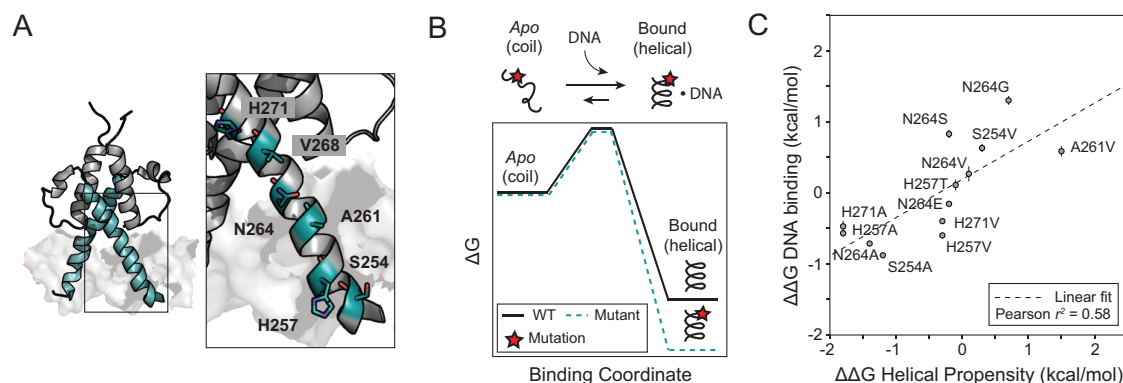 A
H271
V268
N264
A261
S254
H257
B
Apo
(coil)
DNA
Bound
(helical)
• DNA
Apo
(coil)
Bound
(helical)
ΔG
WT
Mutant
Mutation
Binding Coordinate
C
ΔΔG DNA binding (kcal/mol)
2
1
0
-1
-2
N264G
N264S
S254V
A261V
N264V
H257T
N264E
H271A
H271V
H257A
H257V
N264A
S254A
Linear fit
Pearson r² = 0.58
-2
-1
0
1
2
ΔΔG Helical Propensity (kcal/mol)